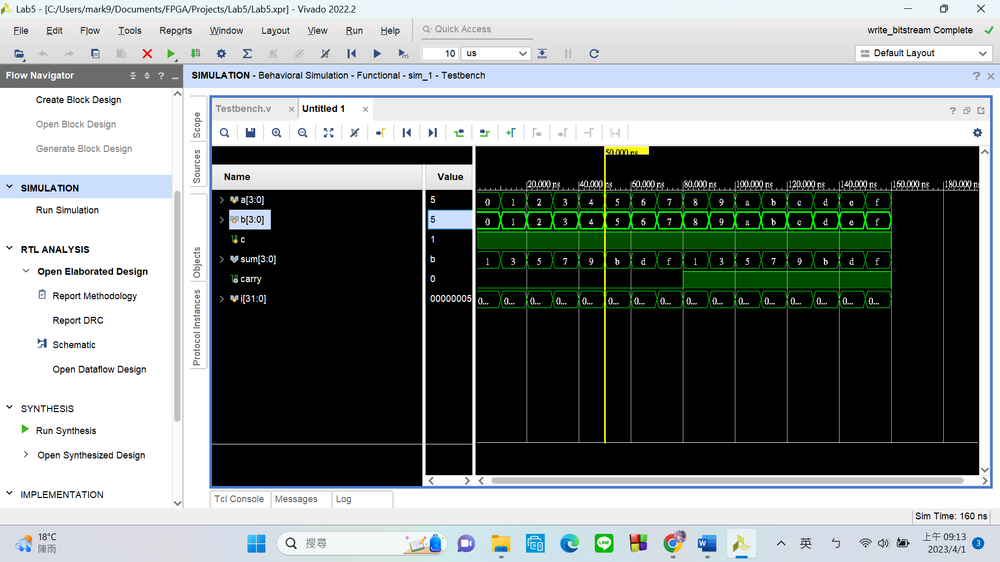 Lab5 - [C:/Users/mark9/Documents/FPGA/Projects/Lab5/Lab5.xpr] - Vivado 2022.2
File Edit Flow Tools Reports Window Layout View Run Help Quick Access write_bitstream Complete
10 us Default Layout
Flow Navigator
SIMULATION - Behavioral Simulation - Functional - sim_1 - Testbench
Create Block Design
Open Block Design
Generate Block Design
SIMULATION
Run Simulation
RTL ANALYSIS
Open Elaborated Design
Report Methodology
Report DRC
Schematic
Open Dataflow Design
SYNTHESIS
Run Synthesis
Open Synthesized Design
IMPLEMENTATION
Scope
Sources
Objects
Protocol Instances
Testbench.v Untitled 1
50.000 ns
Name Value
20.000 ns 40.000 ns 60.000 ns 80.000 ns 100.000 ns 120.000 ns 140.000 ns 160.000 ns 180.000 ns
a[3:0] 5 0 1 2 3 4 5 6 7 8 9 a b c d e f
b[3:0] 5 0 1 2 3 4 5 6 7 8 9 a b c d e f
c 1
sum[3:0] b 1 3 5 7 9 b d f 1 3 5 7 9 b d f
carry 0
i[31:0] 00000005 0... 0... 0... 0... 0... 0... 0... 0... 0... 0... 0... 0... 0... 0... 0... 0...
Tcl Console Messages Log
Sim Time: 160 ns
18°C
陣雨
搜尋
LINE
W
英
ㄅ
上午 09:13
2023/4/1
3